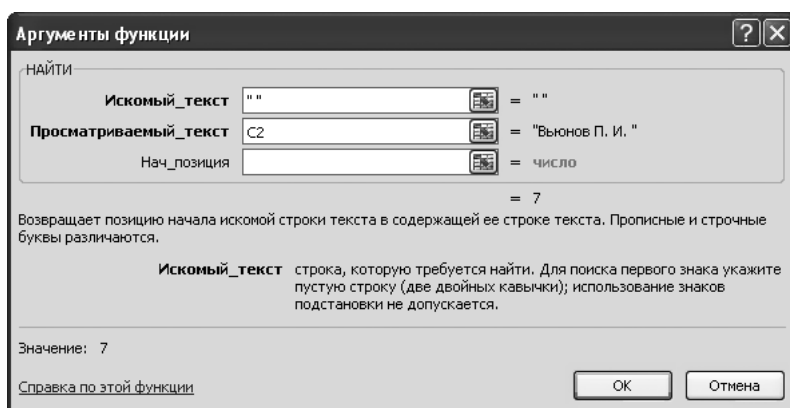 Аргументы функции
НАЙТИ
Искомый_текст " " = " "
Просматриваемый_текст C2 = "Вьюнов П. И. "
Нач_позиция = число
= 7
Возвращает позицию начала искомой строки текста в содержащей ее строке текста. Прописные и строчные
буквы различаются.
Искомый_текст строка, которую требуется найти. Для поиска первого знака укажите
пустую строку (две двойных кавычки); использование знаков
подстановки не допускается.
Значение: 7
Справка по этой функции ОК Отмена